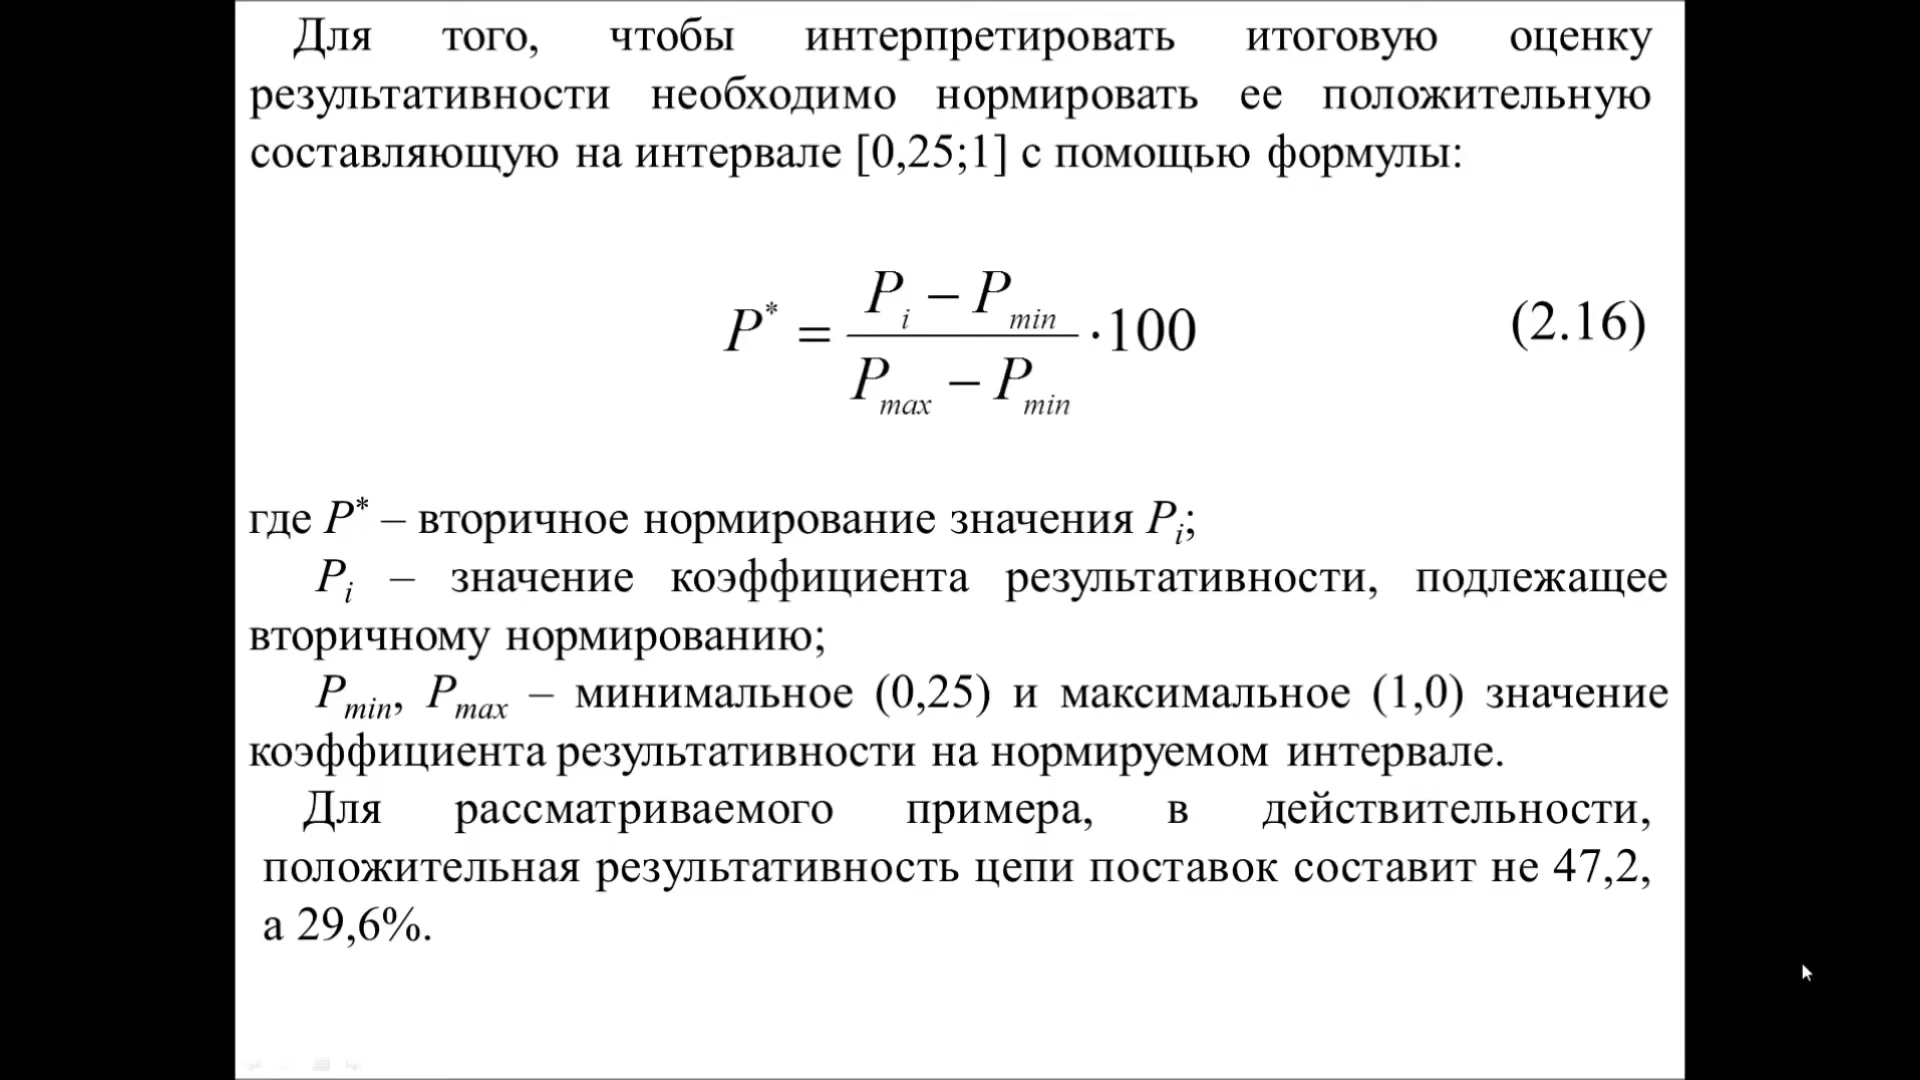 Для того, чтобы интерпретировать итоговую оценку
результативности необходимо нормировать ее положительную
составляющую на интервале [0,25;1] с помощью формулы:
P* = (P_i – P_min) / (P_max – P_min) · 100 (2.16)
где P* – вторичное нормирование значения P_i;
P_i – значение коэффициента результативности, подлежащее
вторичному нормированию;
P_min, P_max – минимальное (0,25) и максимальное (1,0) значение
коэффициента результативности на нормируемом интервале.
Для рассматриваемого примера, в действительности,
положительная результативность цепи поставок составит не 47,2,
а 29,6%.